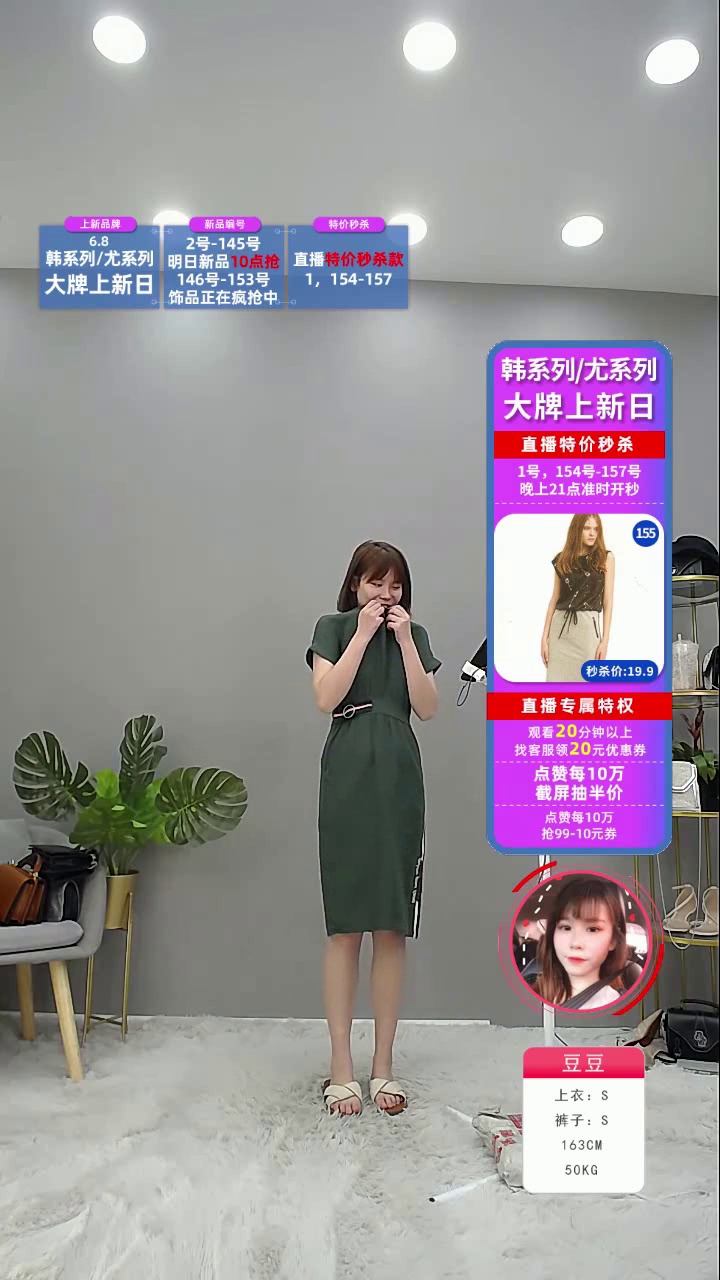 上新品牌
6.8
韩系列/尤系列
大牌上新日
新品编号
2号-145号
明日新品10点抢
146号-153号
饰品正在疯抢中
特价秒杀
直播特价秒杀款
1，154-157
韩系列/尤系列
大牌上新日
直播特价秒杀
1号，154号-157号
晚上21点准时开秒
155
秒杀价:19.9
直播专属特权
观看20分钟以上
找客服领20元优惠券
点赞每10万
截屏抽半价
点赞每10万
抢99-10元券
豆豆
上衣：S
裤子：S
163CM
50KG